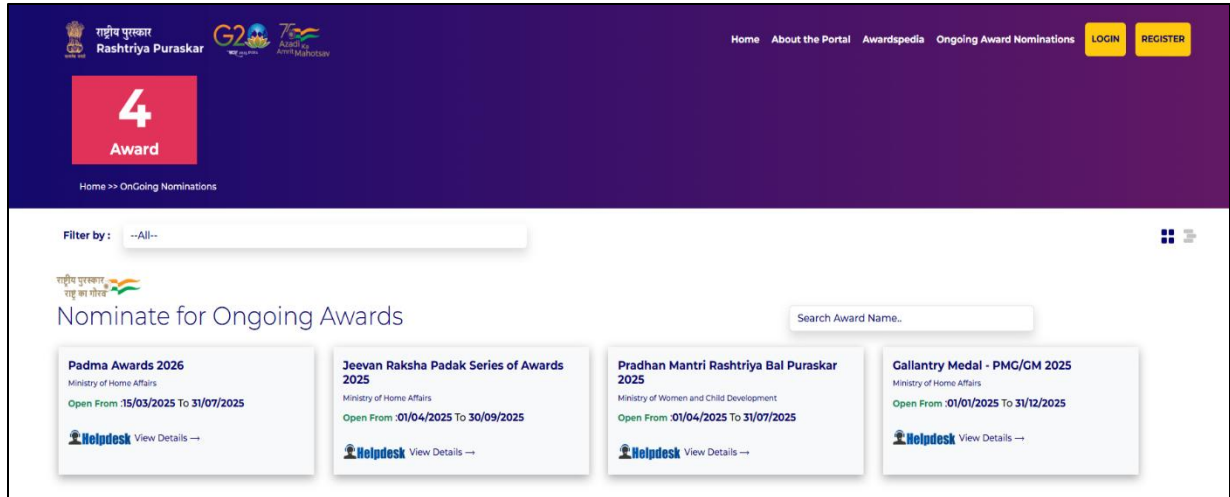 राष्ट्रीय पुरस्कार
Rashtriya Puraskar
G20
75
Azadi Ka
Amrit Mahotsav
Home About the Portal Awardspedia Ongoing Award Nominations LOGIN REGISTER
4
Award
Home >> OnGoing Nominations
Filter by : --All--
राष्ट्रीय पुरस्कार
राष्ट्र का गौरव
Nominate for Ongoing Awards
Search Award Name..
Padma Awards 2026
Ministry of Home Affairs
Open From :15/03/2025 To 31/07/2025
Helpdesk View Details →
Jeevan Raksha Padak Series of Awards
2025
Ministry of Home Affairs
Open From :01/04/2025 To 30/09/2025
Helpdesk View Details →
Pradhan Mantri Rashtriya Bal Puraskar
2025
Ministry of Women and Child Development
Open From :01/04/2025 To 31/07/2025
Helpdesk View Details →
Gallantry Medal - PMG/GM 2025
Ministry of Home Affairs
Open From :01/01/2025 To 31/12/2025
Helpdesk View Details →